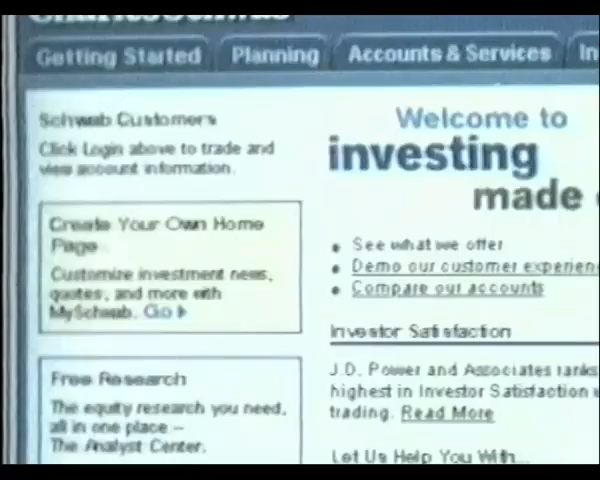 Getting Started
Planning
Accounts & Services
Schwab Customers
Click Login above to trade and
view account information.
Create Your Own Home
Page
Customize investment news,
quotes, and more with
MySchwab. Go
Free Research
The equity research you need,
all in one place –
The Analyst Center.
Welcome to
investing
made
See what we offer
Demo our customer
Compare our accounts
Investor Satisfaction
J.D. Power and Associates ranks
highest in Investor Satisfaction
trading. Read More
Let Us Help You With...